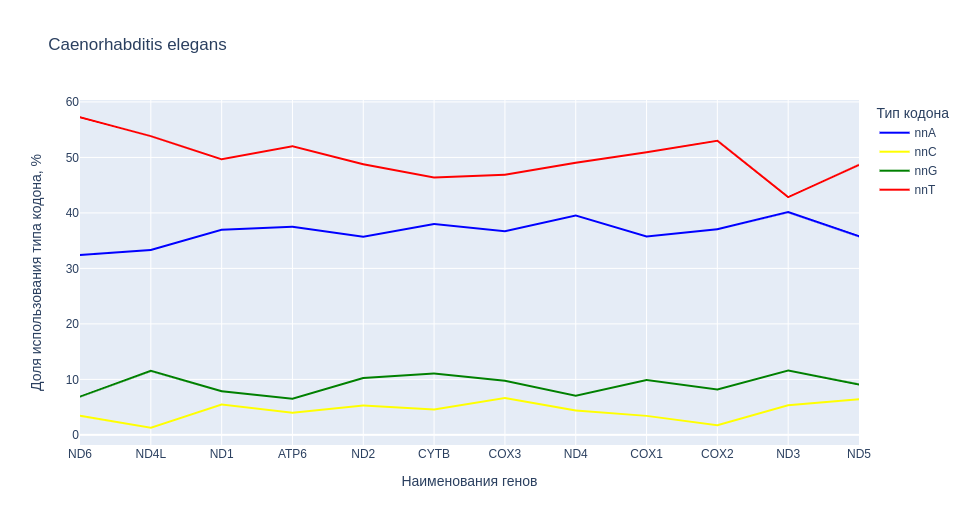 Caenorhabditis elegans
Доля использования типа кодона, %
60
50
40
30
20
10
0
ND6 ND4L ND1 ATP6 ND2 CYTB COX3 ND4 COX1 COX2 ND3 ND5
Наименования генов
Тип кодона
nnA
nnC
nnG
nnT